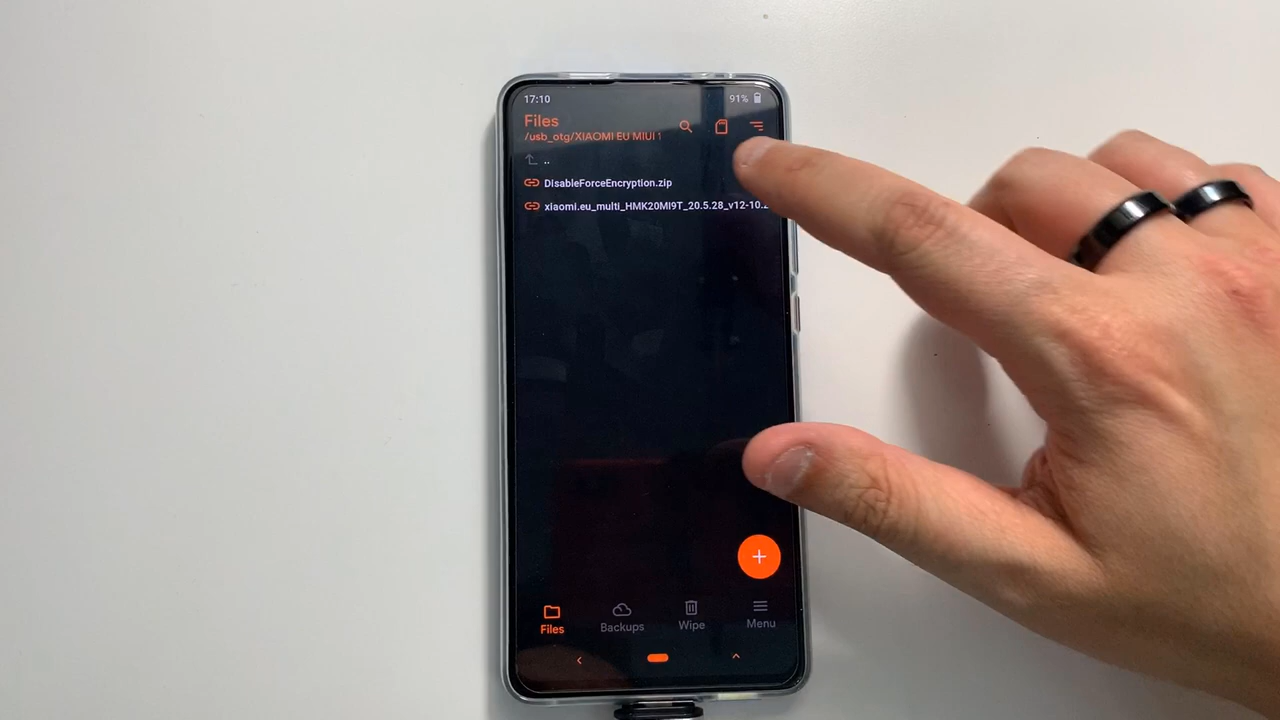 17:10 91%
Files
/usb_otg/XIAOMI EU MIUI 1
..
DisableForceEncryption.zip
xiaomi.eu_multi_HMK20MI9T_20.5.28_v12-10.2
Files Backups Wipe Menu